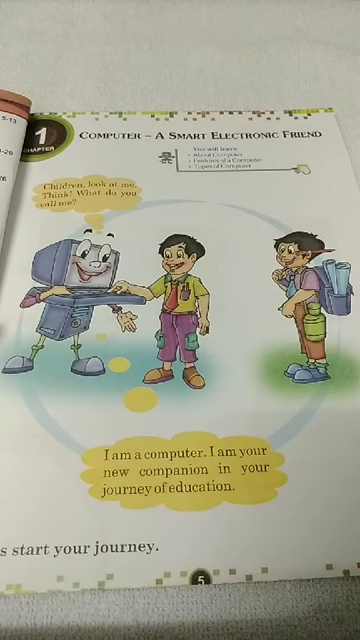 5-13
-26
26
1
CHAPTER
COMPUTER – A SMART ELECTRONIC FRIEND
You will learn
• About Computer
• Features of a Computer
• Types of Computer
Children, look at me.
Think! What do you
call me?
I am a computer. I am your
new companion in your
journey of education.
s start your journey.
5